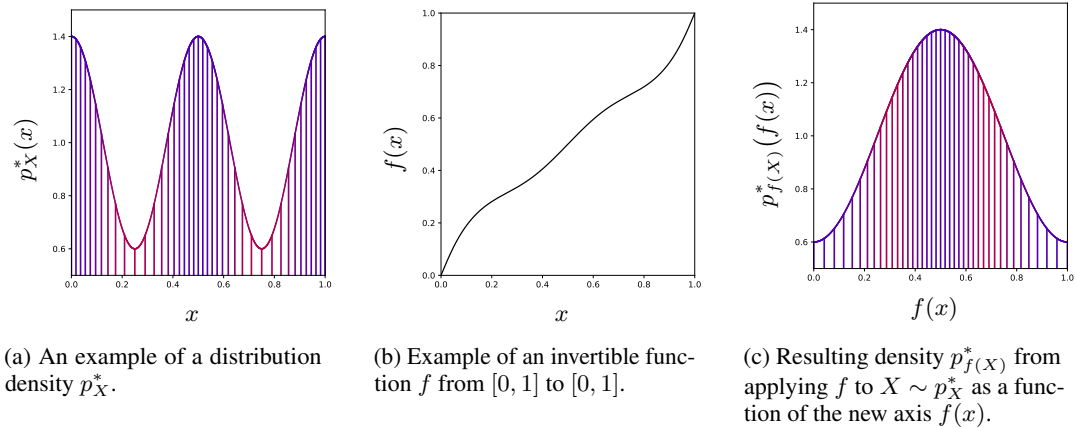 1.4
1.2
1.0
0.8
0.6
p*_X(x)
0.0 0.2 0.4 0.6 0.8 1.0
x
(a) An example of a distribution
density p*_X.
1.0
0.8
0.6
0.4
0.2
0.0
f(x)
0.0 0.2 0.4 0.6 0.8 1.0
x
(b) Example of an invertible func-
tion f from [0, 1] to [0, 1].
1.4
1.2
1.0
0.8
0.6
p*_{f(X)}(f(x))
0.0 0.2 0.4 0.6 0.8 1.0
f(x)
(c) Resulting density p*_{f(X)} from
applying f to X ∼ p*_X as a func-
tion of the new axis f(x).